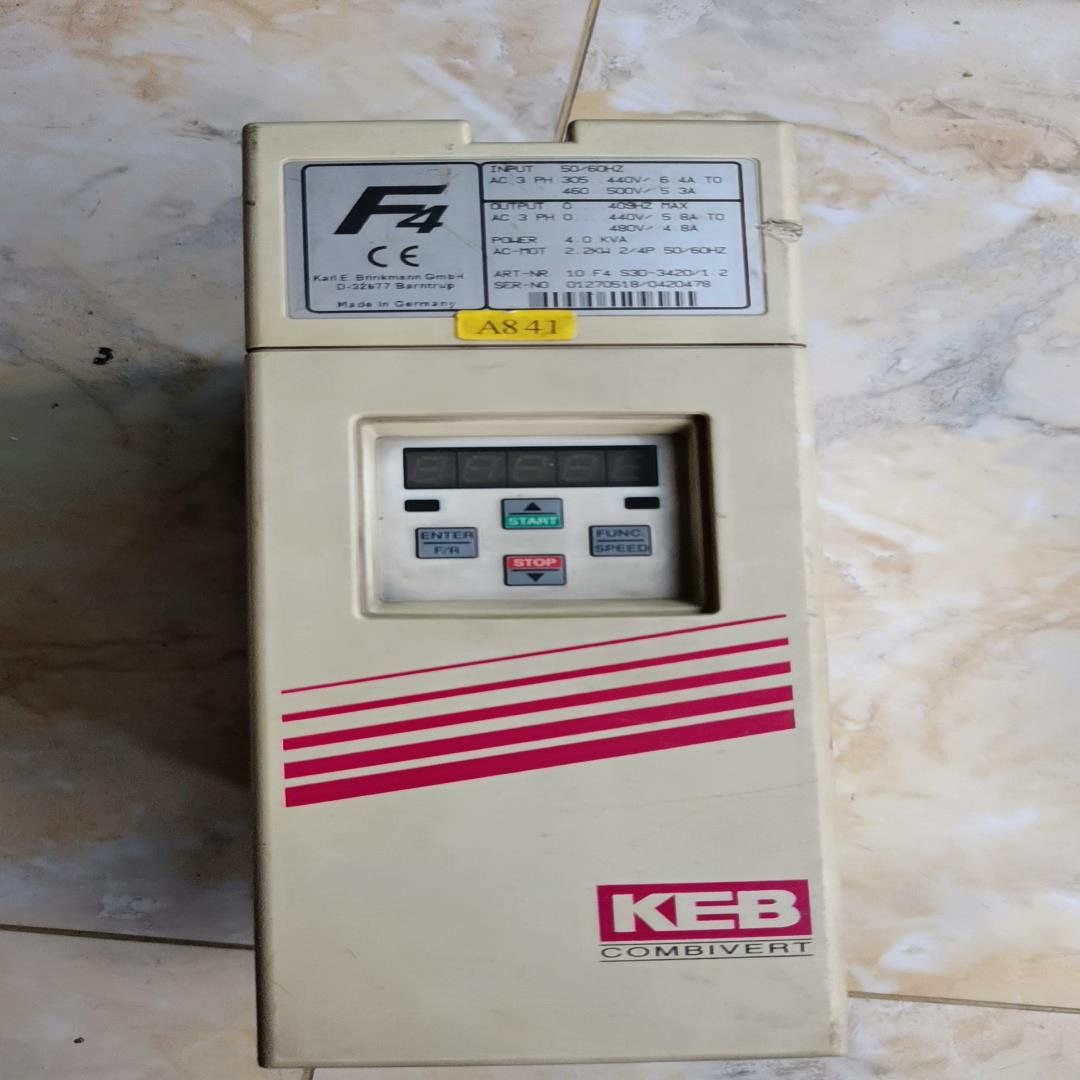 F4
CE
Karl E. Brinkmann GmbH
D-32677 Barntrup
Made in Germany
INPUT 50/60HZ
AC 3 PH 305...440V/ 6.4A TO
460...500V/ 5.3A
OUTPUT 0...409HZ MAX
AC 3 PH 0...440V/ 5.8A TO
480V/ 4.8A
POWER 4.0 KVA
AC-MOT 2.2KW 2/4P 50/60HZ
ART-NR 10.F4.S3D-3420/1.2
SER-NO 01270518/0420478
A841
START
ENTER
F/R
FUNC.
SPEED
STOP
KEB
COMBIVERT